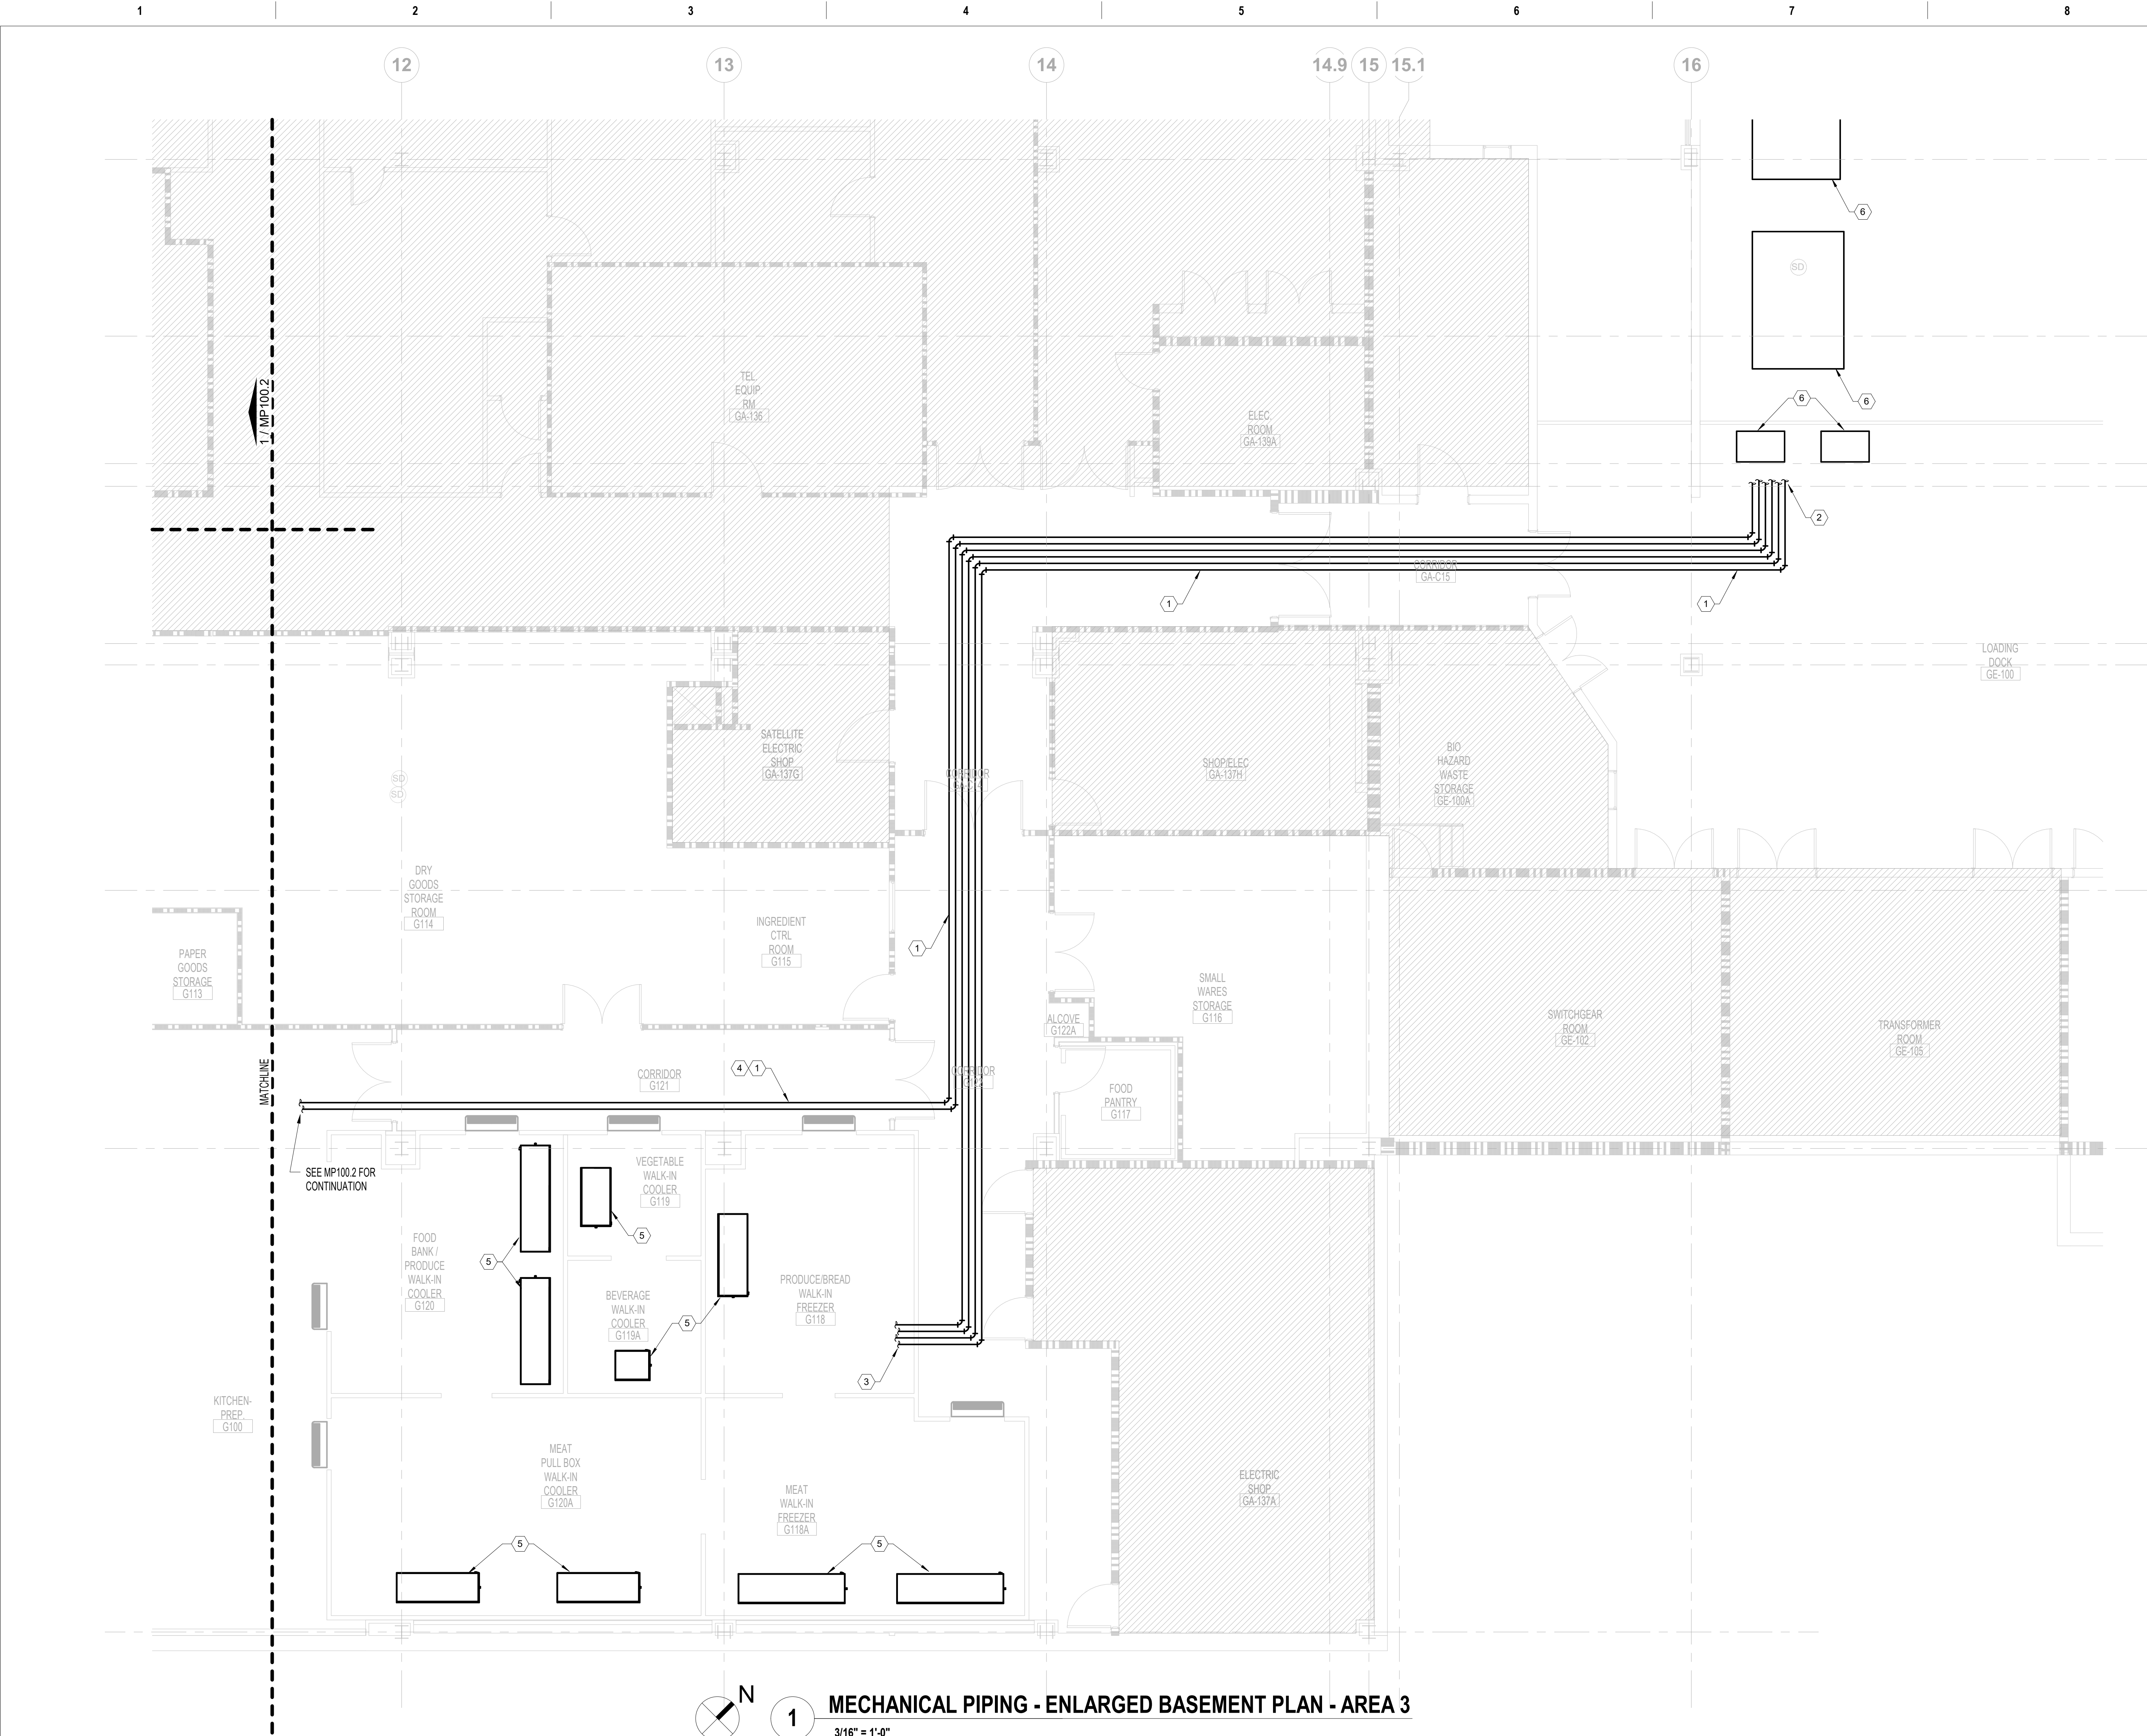 1 2 3 4 5 6 7 8
12 13 14 14.9 15 15.1 16
6
SD
1 / MP100.2
TEL.
EQUIP
RM
GA-136
ELEC.
ROOM
GA-139A
6
6
2
CORRIDOR
GA-C15
1
1
LOADING
DOCK
GE-100
SATELLITE
ELECTRIC
SHOP
GA-137G
SHOP/ELEC
GA-137H
BIO
HAZARD
WASTE
STORAGE
GE-100A
SD
SD
CORRIDOR
DRY
GOODS
STORAGE
ROOM
G114
INGREDIENT
CTRL
ROOM
G115
1
PAPER
GOODS
STORAGE
G113
SMALL
WARES
STORAGE
G116
ALCOVE
G122A
SWITCHGEAR
ROOM
GE-102
TRANSFORMER
ROOM
GE-105
MATCHLINE
CORRIDOR
G121
4 1
CORRIDOR
FOOD
PANTRY
G117
SEE MP100.2 FOR
CONTINUATION
VEGETABLE
WALK-IN
COOLER
G119
5
FOOD
BANK /
PRODUCE
WALK-IN
COOLER
G120
5
BEVERAGE
WALK-IN
COOLER
G119A
5
PRODUCE/BREAD
WALK-IN
FREEZER
G118
3
KITCHEN-
PREP.
G100
MEAT
PULL BOX
WALK-IN
COOLER
G120A
MEAT
WALK-IN
FREEZER
G118A
ELECTRIC
SHOP
GA-137A
5
5
N
1
MECHANICAL PIPING - ENLARGED BASEMENT PLAN - AREA 3
3/16" = 1'-0"